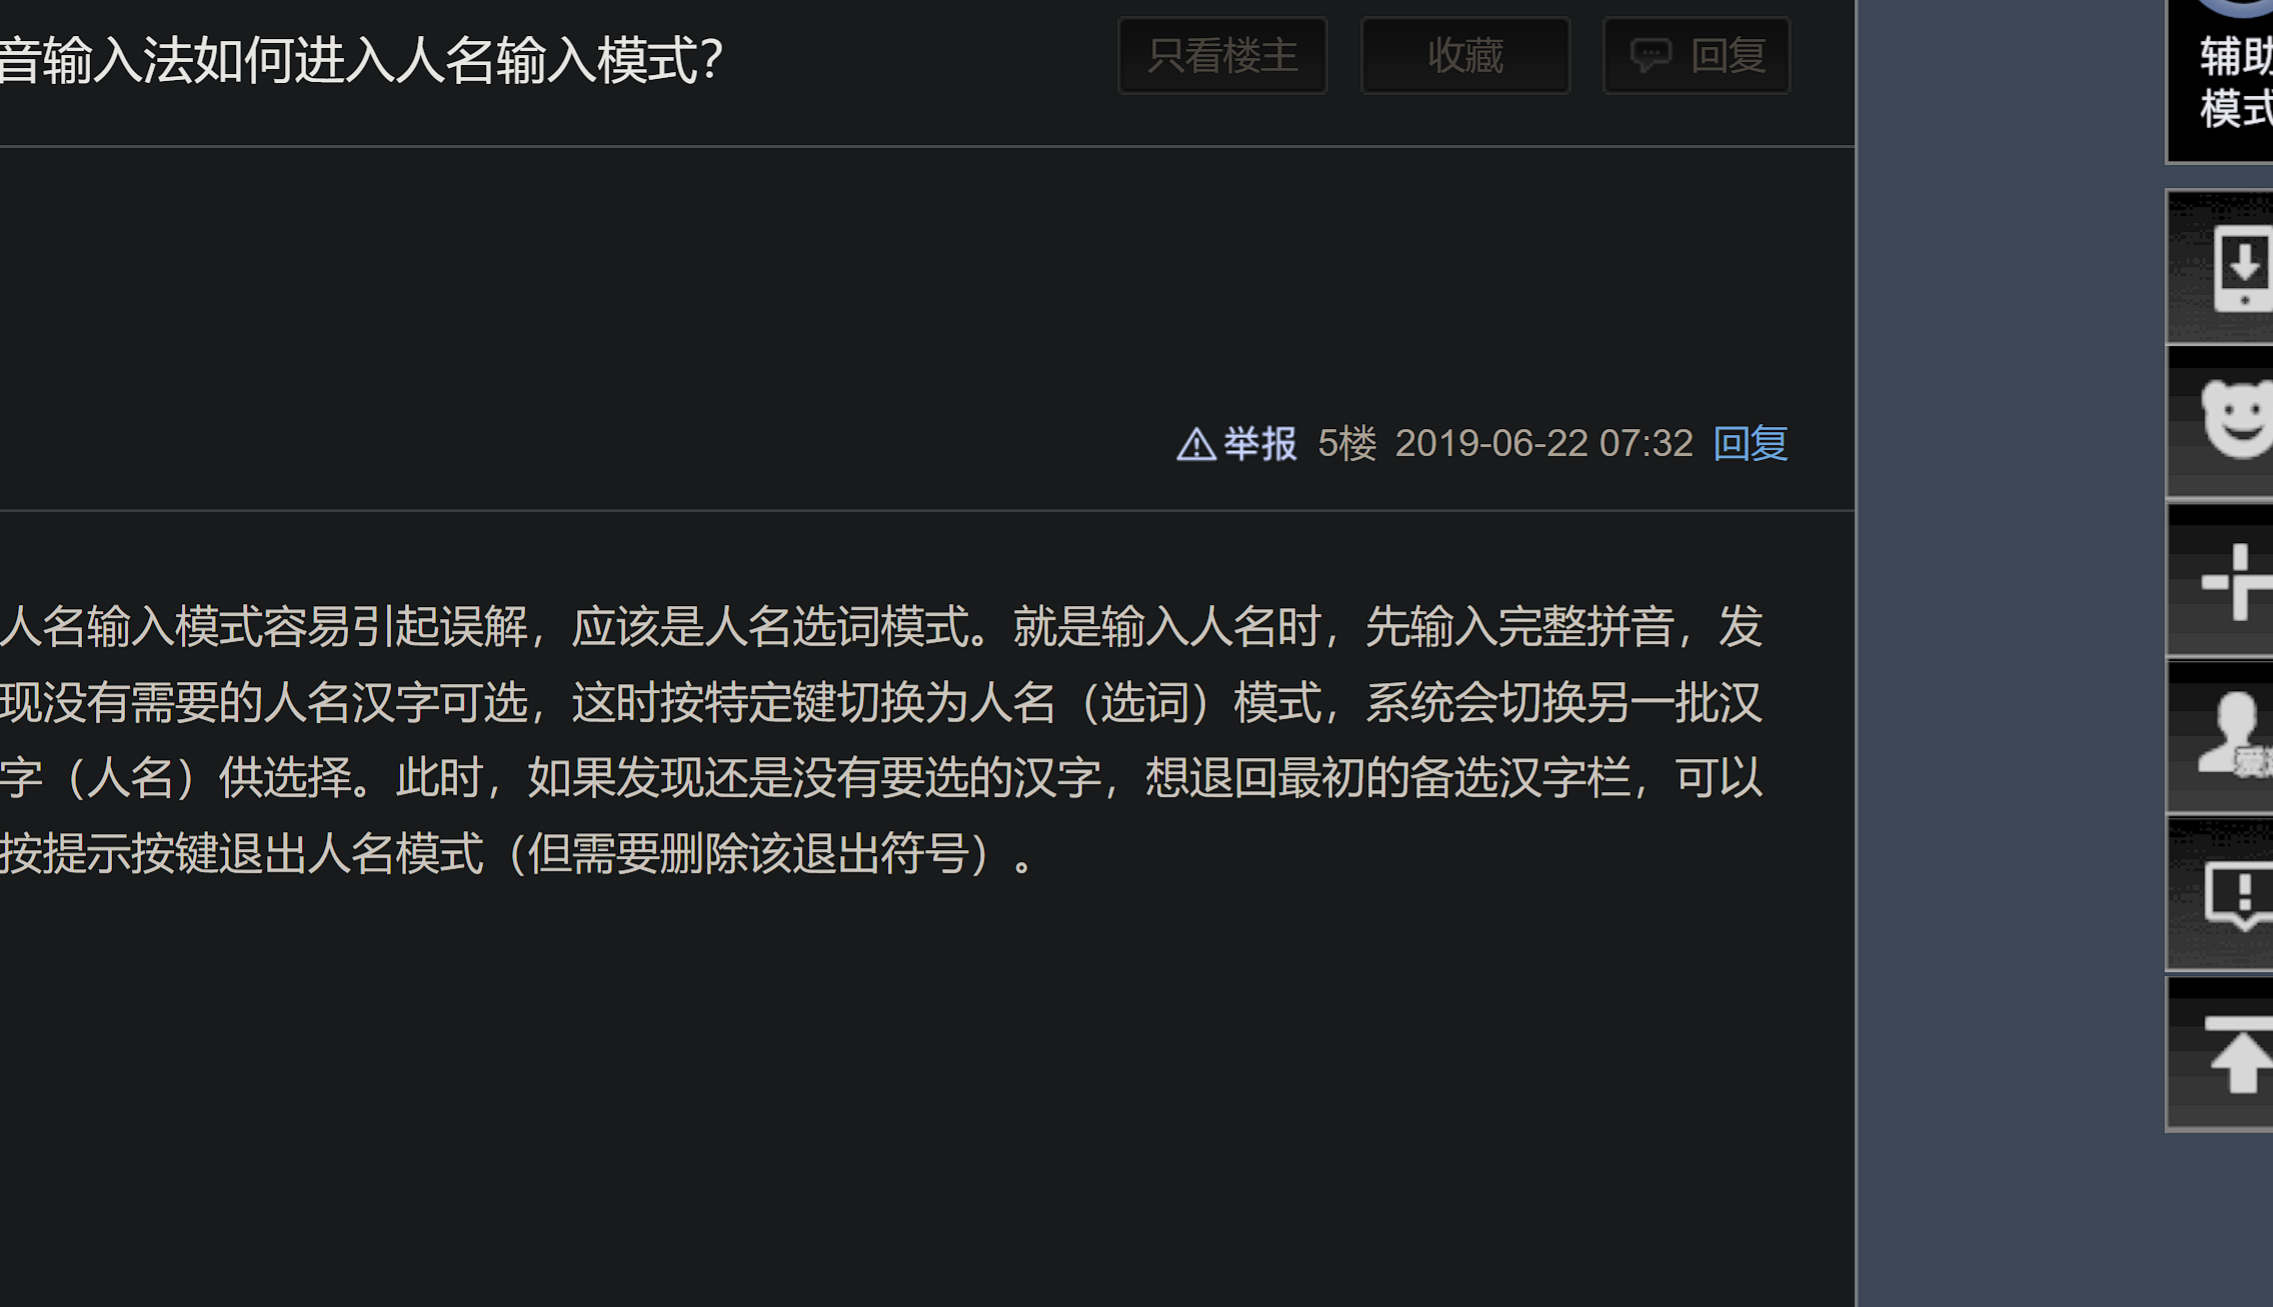 音输入法如何进入人名输入模式?
只看楼主
收藏
回复
辅助
模式
举报 5楼 2019-06-22 07:32 回复
人名输入模式容易引起误解，应该是人名选词模式。就是输入人名时，先输入完整拼音，发
现没有需要的人名汉字可选，这时按特定键切换为人名（选词）模式，系统会切换另一批汉
字（人名）供选择。此时，如果发现还是没有要选的汉字，想退回最初的备选汉字栏，可以
按提示按键退出人名模式（但需要删除该退出符号）。